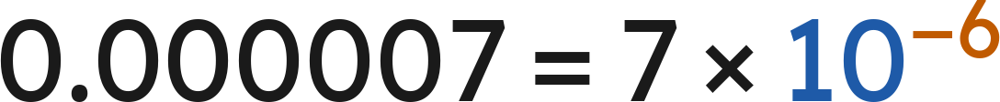 0.000007 = 7 × 10⁻⁶